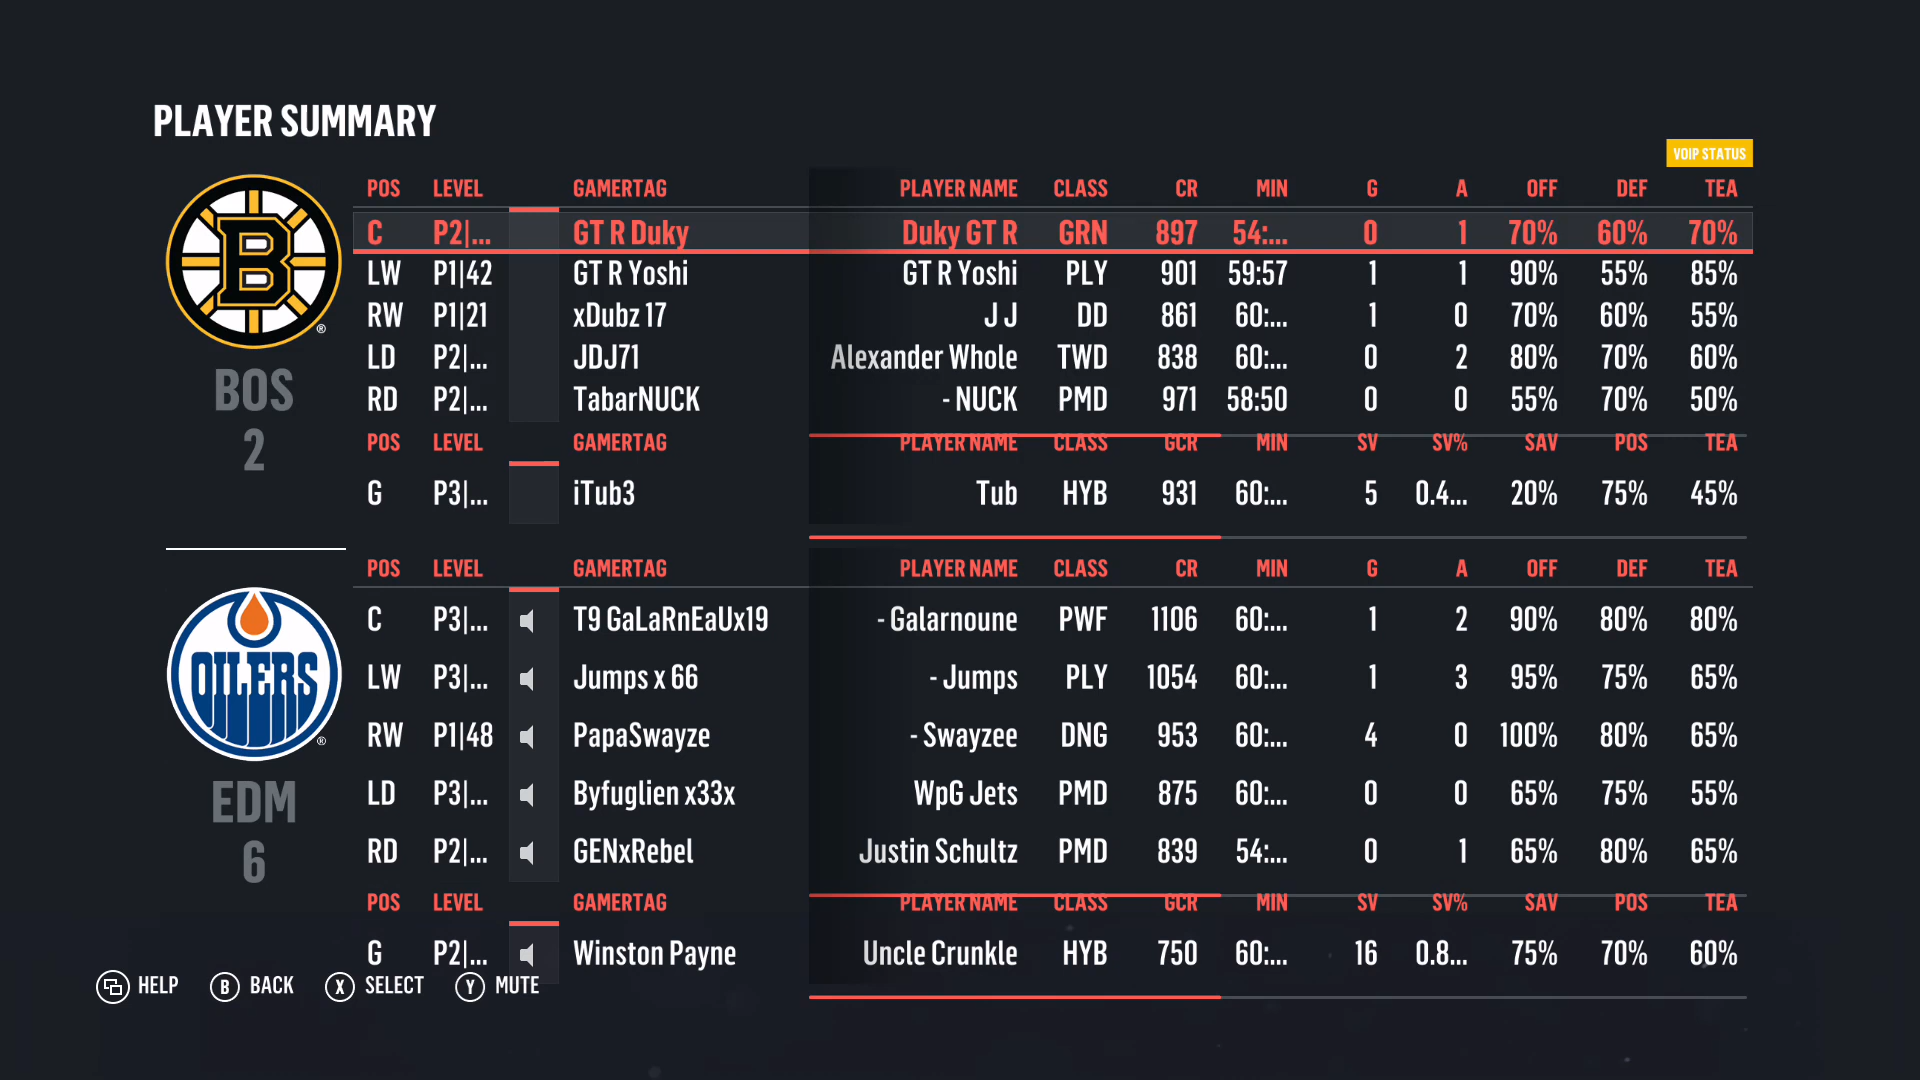 PLAYER SUMMARY
VOIP STATUS
POS LEVEL GAMERTAG PLAYER NAME CLASS CR MIN G A OFF DEF TEA
C P2|... GT R Duky Duky GT R GRN 897 54:... 0 1 70% 60% 70%
LW P1|42 GT R Yoshi GT R Yoshi PLY 901 59:57 1 1 90% 55% 85%
RW P1|21 xDubz 17 J J DD 861 60:... 1 0 70% 60% 55%
LD P2|... JDJ71 Alexander Whole TWD 838 60:... 0 2 80% 70% 60%
RD P2|... TabarNUCK - NUCK PMD 971 58:50 0 0 55% 70% 50%
B
®
BOS
2
POS LEVEL GAMERTAG PLAYER NAME CLASS GCR MIN SV SV% SAV POS TEA
G P3|... iTub3 Tub HYB 931 60:... 5 0.4... 20% 75% 45%
POS LEVEL GAMERTAG PLAYER NAME CLASS CR MIN G A OFF DEF TEA
C P3|... T9 GaLaRnEaUx19 - Galarnoune PWF 1106 60:... 1 2 90% 80% 80%
LW P3|... Jumps x 66 - Jumps PLY 1054 60:... 1 3 95% 75% 65%
RW P1|48 PapaSwayze - Swayzee DNG 953 60:... 4 0 100% 80% 65%
LD P3|... Byfuglien x33x WpG Jets PMD 875 60:... 0 0 65% 75% 55%
RD P2|... GENxRebel Justin Schultz PMD 839 54:... 0 1 65% 80% 65%
OILERS
®
EDM
6
POS LEVEL GAMERTAG PLAYER NAME CLASS GCR MIN SV SV% SAV POS TEA
G P2|... Winston Payne Uncle Crunkle HYB 750 60:... 16 0.8... 75% 70% 60%
HELP B BACK X SELECT Y MUTE